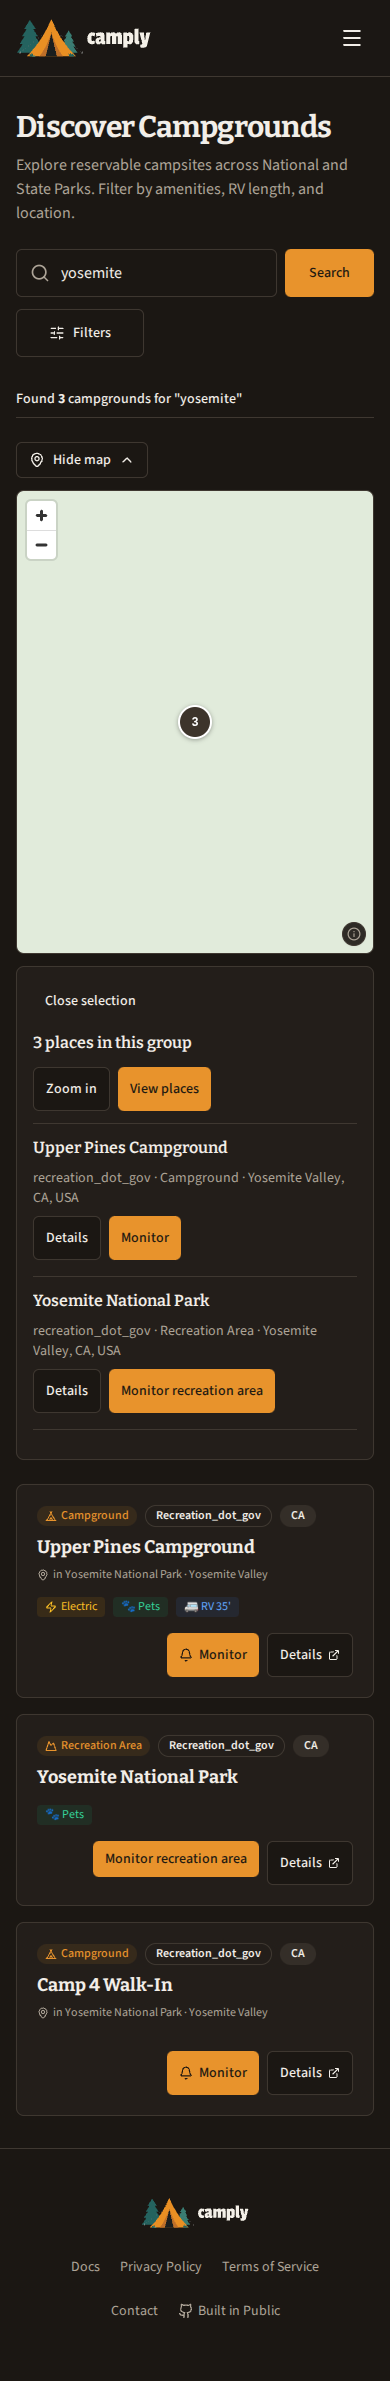 camply
Discover Campgrounds
Explore reservable campsites across National and
State Parks. Filter by amenities, RV length, and
location.
yosemite
Search
Filters
Found 3 campgrounds for "yosemite"
Hide map
+
−
3
Close selection
3 places in this group
Zoom in
View places
Upper Pines Campground
recreation_dot_gov · Campground · Yosemite Valley,
CA, USA
Details
Monitor
Yosemite National Park
recreation_dot_gov · Recreation Area · Yosemite
Valley, CA, USA
Details
Monitor recreation area
Campground
Recreation_dot_gov
CA
Upper Pines Campground
in Yosemite National Park · Yosemite Valley
Electric
Pets
RV 35'
Monitor
Details
Recreation Area
Recreation_dot_gov
CA
Yosemite National Park
Pets
Monitor recreation area
Details
Campground
Recreation_dot_gov
CA
Camp 4 Walk-In
in Yosemite National Park · Yosemite Valley
Monitor
Details
camply
Docs
Privacy Policy
Terms of Service
Contact
Built in Public